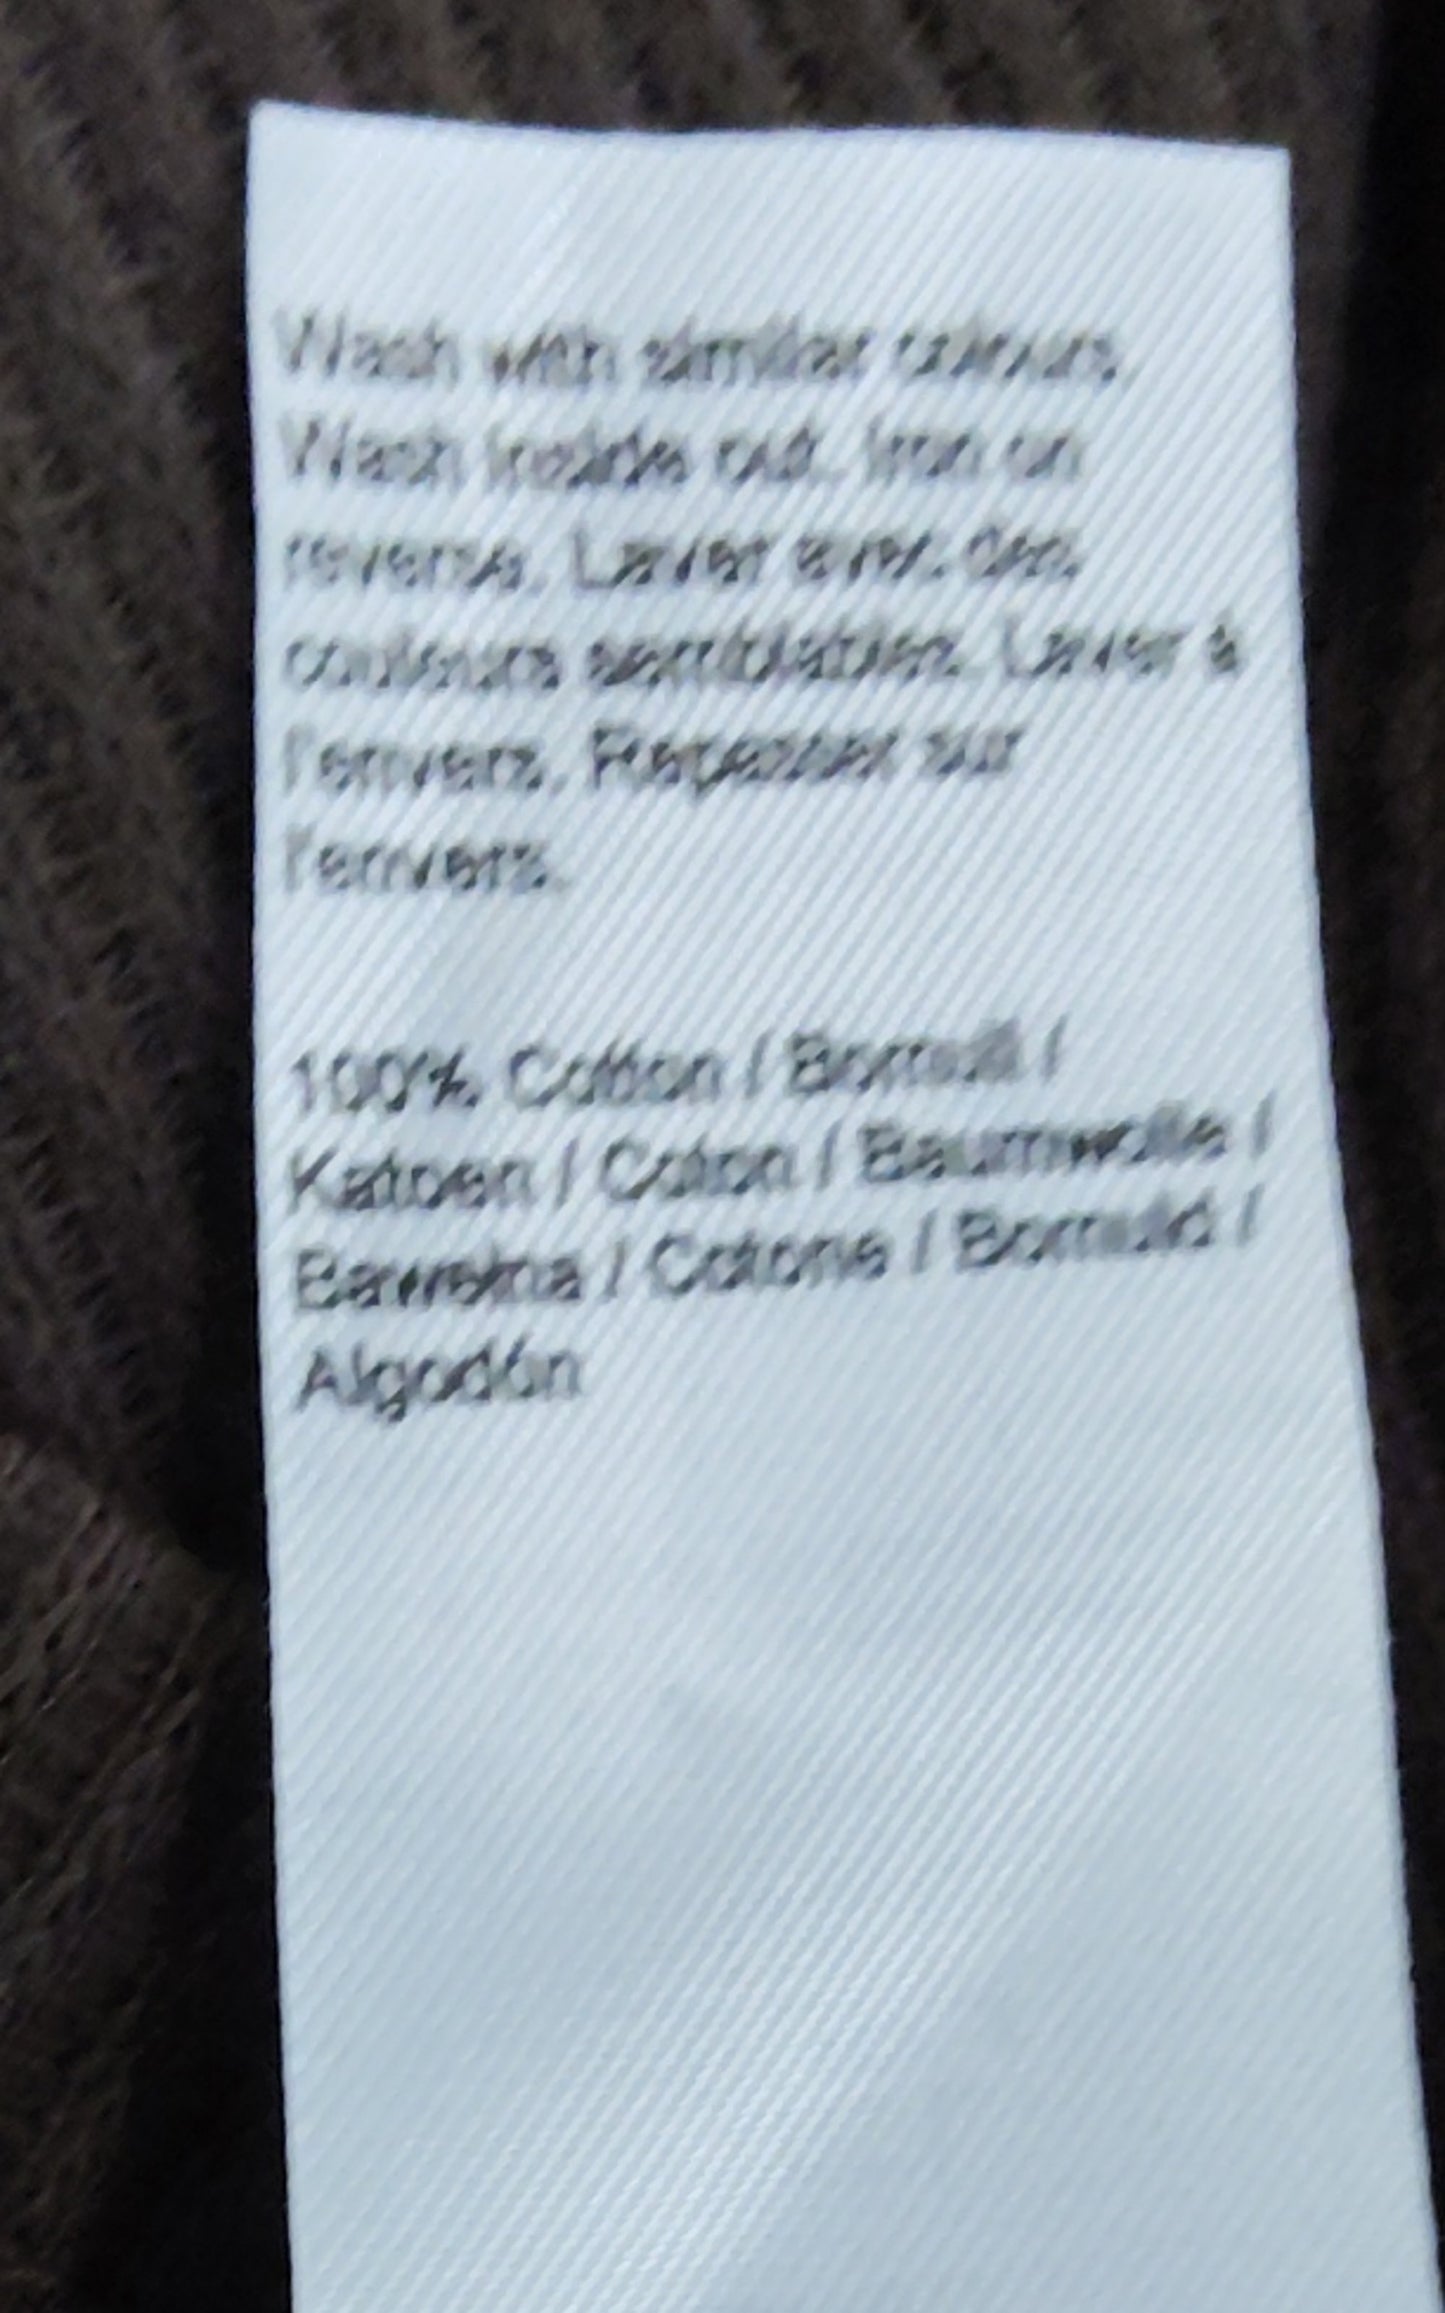 Wash with similar colours.
Wash inside out. Iron on
reverse. Laver avec des
couleurs semblables. Laver à
l'envers. Repasser sur
l'envers.
100% Cotton / Bomull /
Katoen / Coton / Baumwolle /
Bawełna / Cotone / Bomuld /
Algodón